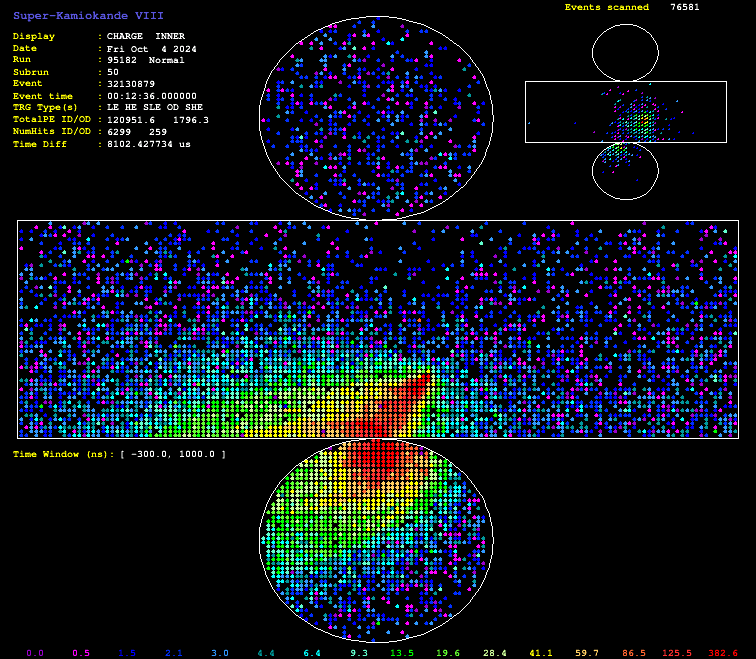 Super-Kamiokande VIII
Events scanned 76581
Display : CHARGE INNER
Date : Fri Oct 4 2024
Run : 95182 Normal
Subrun : 50
Event : 32130879
Event time : 00:12:36.000000
TRG Type(s) : LE HE SLE OD SHE
TotalPE ID/OD : 120951.6 1796.3
NumHits ID/OD : 6299 259
Time Diff : 8102.427734 us
Time Window (ns): [ -300.0, 1000.0 ]
0.0 0.5 1.5 2.1 3.0 4.4 6.4 9.3 13.5 19.6 28.4 41.1 59.7 86.5 125.5 382.6